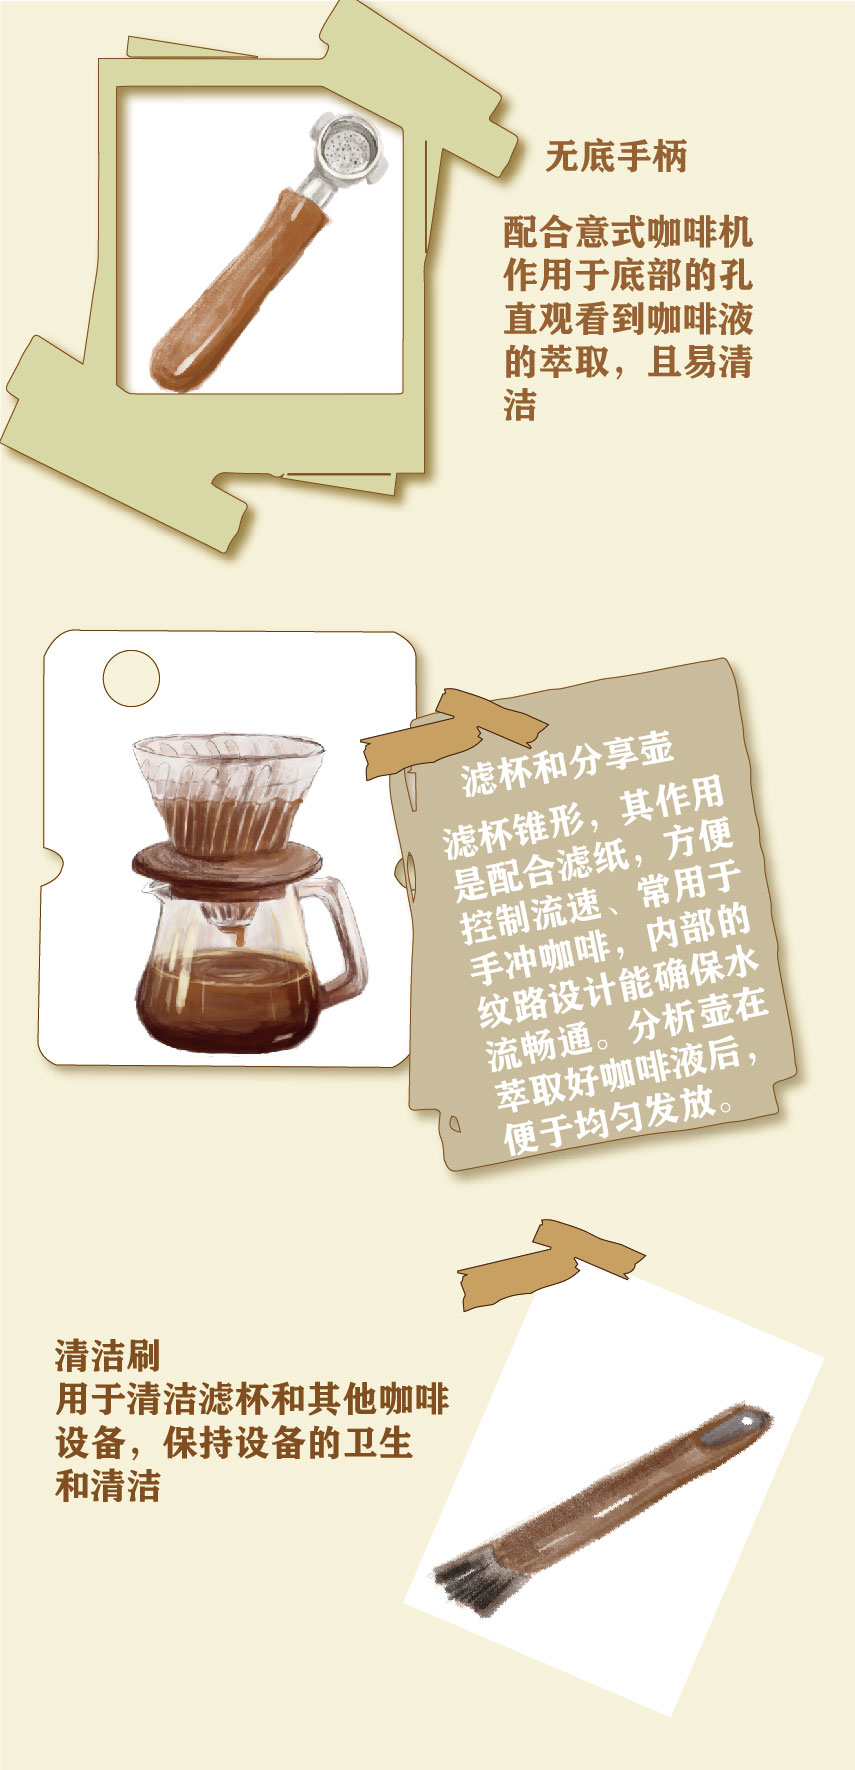 无底手柄
配合意式咖啡机
作用于底部的孔
直观看到咖啡液
的萃取，且易清
洁
滤杯和分享壶
滤杯锥形，其作用
是配合滤纸，方便
控制流速、常用于
手冲咖啡，内部的
纹路设计能确保水
流畅通。分析壶在
萃取好咖啡液后，
便于均匀发放。
清洁刷
用于清洁滤杯和其他咖啡
设备，保持设备的卫生
和清洁